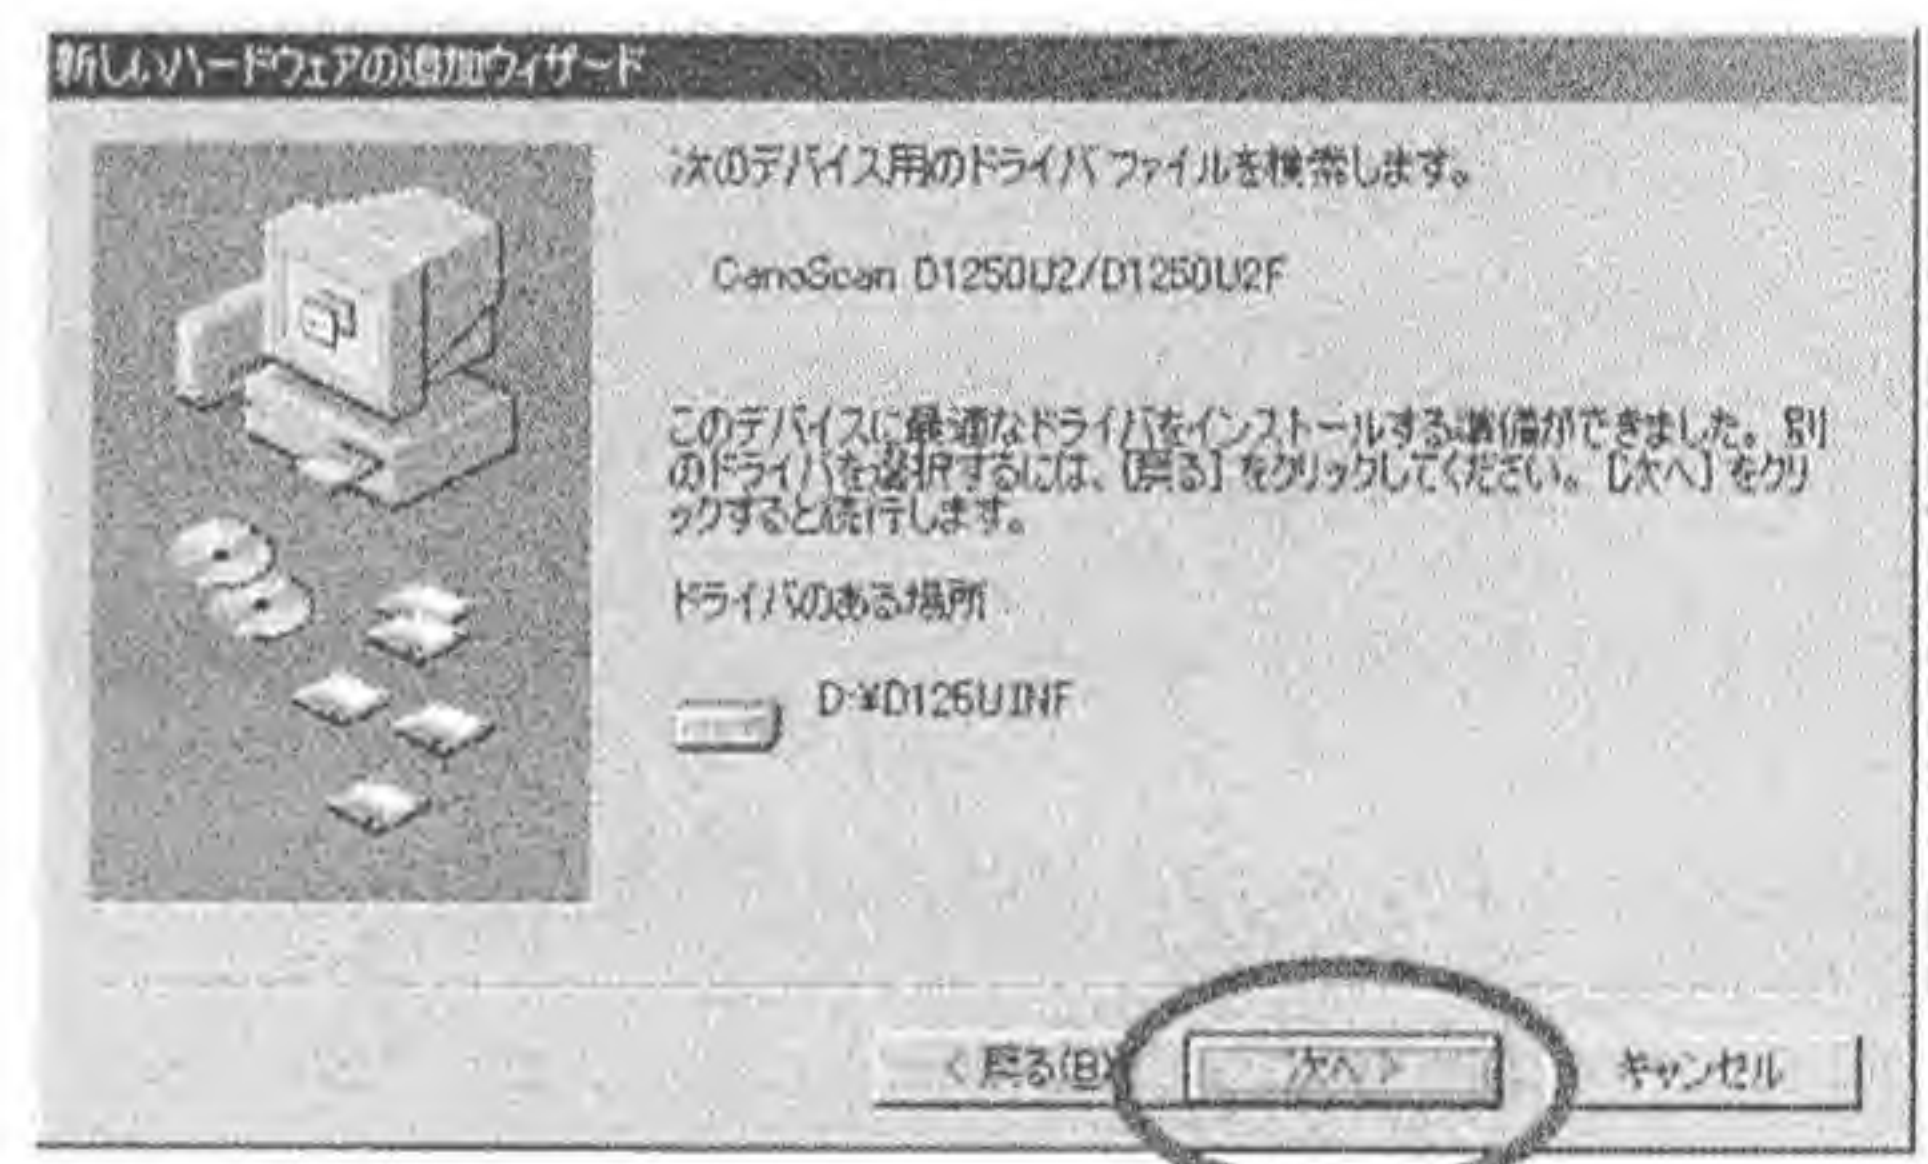 新しいハードウェアの追加ウィザード
次のデバイス用のドライバ ファイルを検索します。
CanoScan D1250U2/D1250U2F
このデバイスに最適なドライバをインストールする準備ができました。別
のドライバを選択するには、[戻る] をクリックしてください。[次へ] をクリ
ックすると続行します。
ドライバのある場所
D:¥D125UINF
< 戻る(B)
次へ >
キャンセル